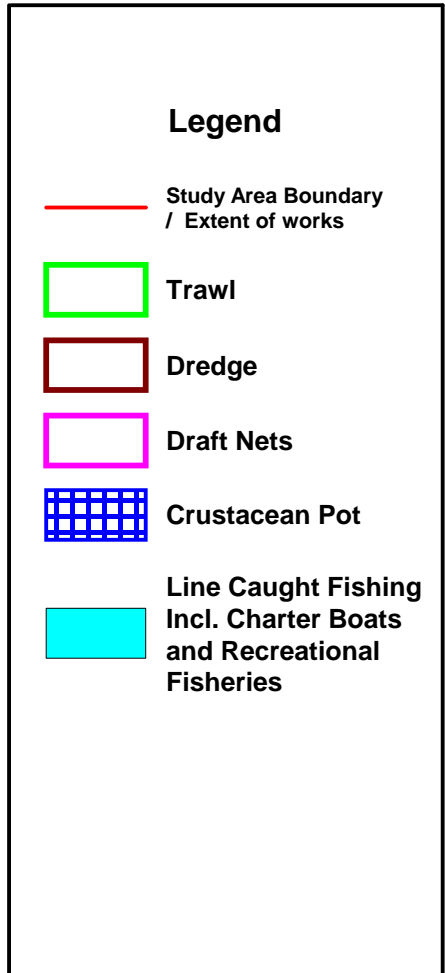 Legend
Study Area Boundary
/ Extent of works
Trawl
Dredge
Draft Nets
Crustacean Pot
Line Caught Fishing
Incl. Charter Boats
and Recreational
Fisheries